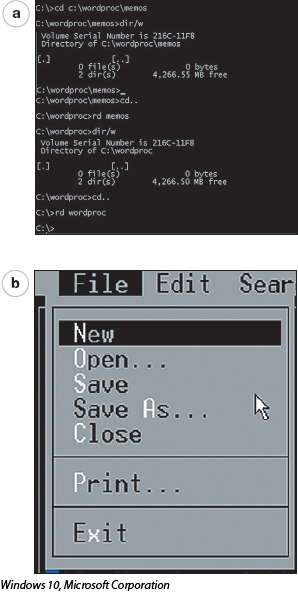 a
C:\>cd c:\wordproc\memos
C:\wordproc\memos>dir/w
Volume Serial Number is 216C-11F8
Directory of C:\wordproc\memos
[.] [..]
0 file(s) 0 bytes
2 dir(s) 4,266.55 MB free
C:\wordproc\memos>_
C:\wordproc\memos>cd..
C:\wordproc>rd memos
C:\wordproc>dir/w
Volume Serial Number is 216C-11F8
Directory of C:\wordproc
[.] [..]
0 file(s) 0 bytes
2 dir(s) 4,266.50 MB free
C:\wordproc>cd..
C:\>rd wordproc
C:\>
b
File Edit Sear
New
Open...
Save
Save As...
Close
Print...
Exit
Windows 10, Microsoft Corporation